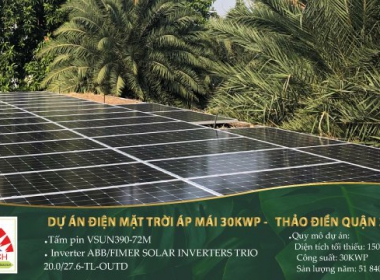 DỰ ÁN ĐIỆN MẶT TRỜI ÁP MÁI 30KWP - THẢO ĐIỀN QUẬN
•Tấm pin VSUN390-72M
• Inverter ABB/FIMER SOLAR INVERTERS TRIO
20.0/27.6-TL-OUTD
•Quy mô dự án:
Diện tích tối thiểu: 150
Công suất: 30KWP
Sản lượng năm: 51 84